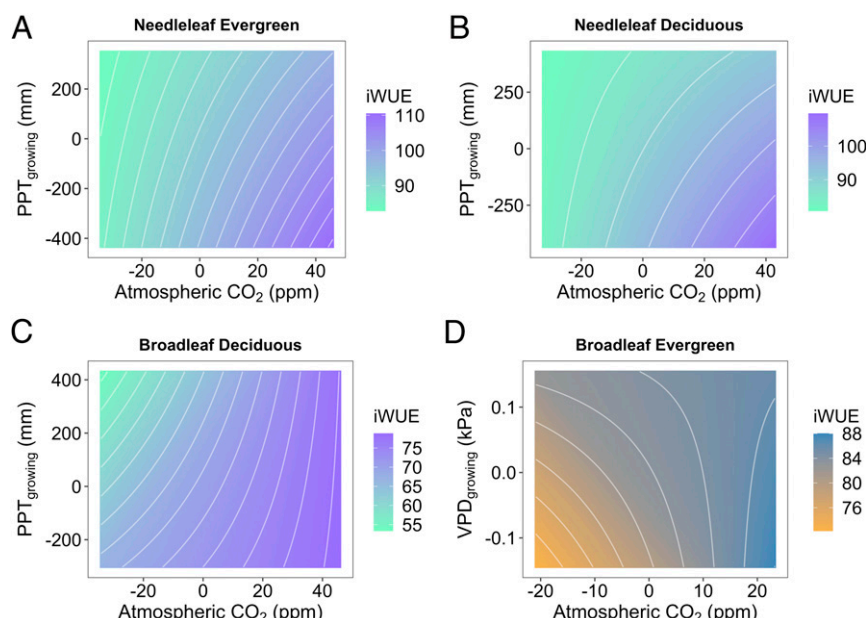 A
Needleleaf Evergreen
PPTgrowing (mm)
200
0
-200
-400
-20 0 20 40
Atmospheric CO2 (ppm)
iWUE
110
100
90
B
Needleleaf Deciduous
PPTgrowing (mm)
250
0
-250
-20 0 20 40
Atmospheric CO2 (ppm)
iWUE
100
90
C
Broadleaf Deciduous
PPTgrowing (mm)
400
200
0
-200
-20 0 20 40
Atmospheric CO2 (ppm)
iWUE
75
70
65
60
55
D
Broadleaf Evergreen
VPDgrowing (kPa)
0.1
0.0
-0.1
-20 -10 0 10 20
Atmospheric CO2 (ppm)
iWUE
88
84
80
76